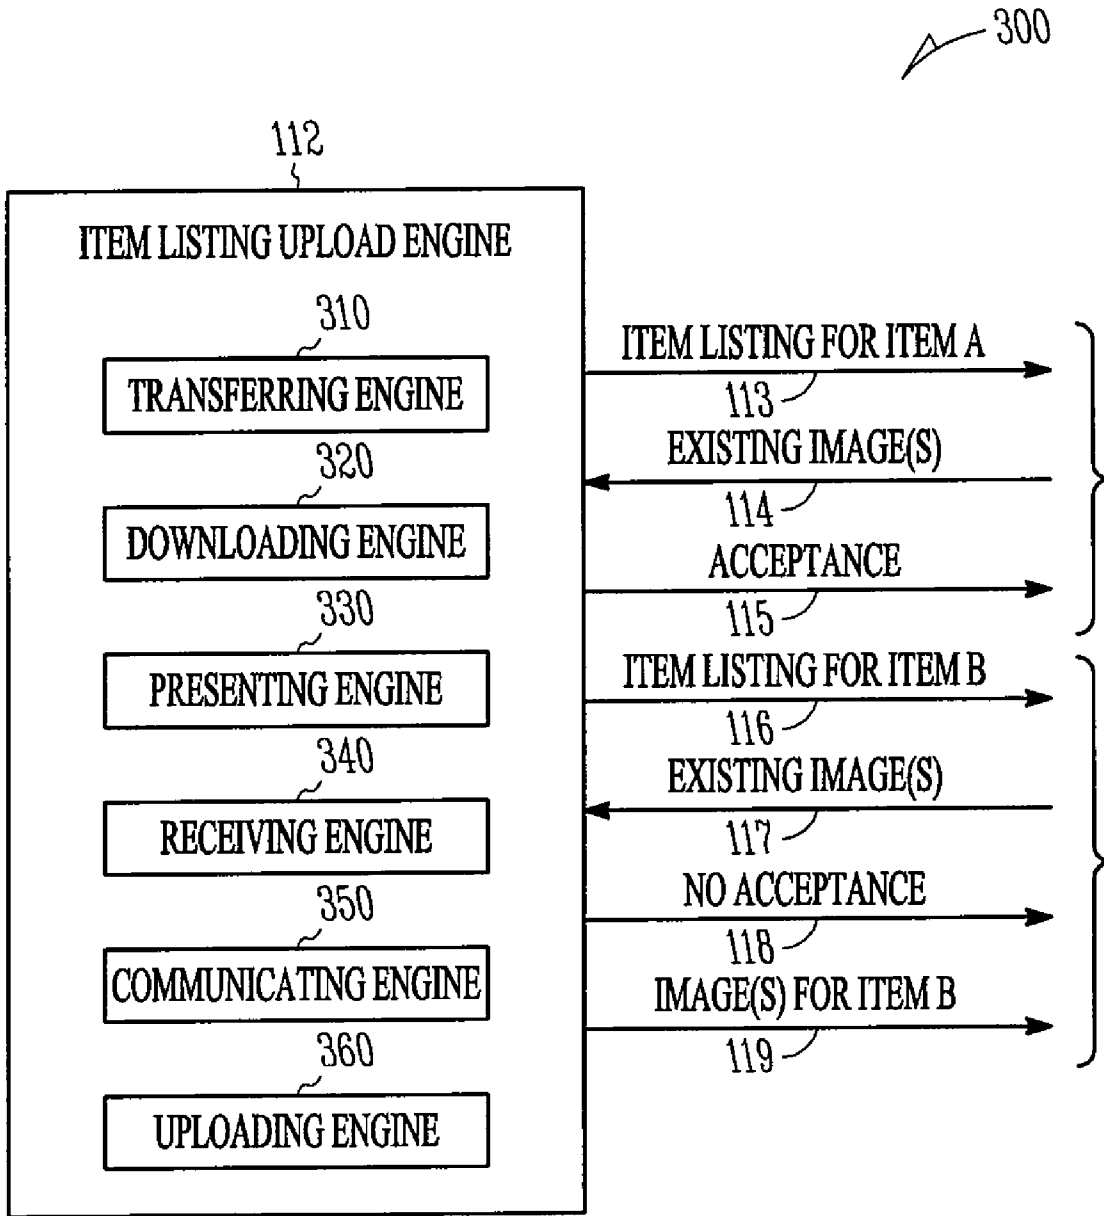 300
112
ITEM LISTING UPLOAD ENGINE
310
TRANSFERRING ENGINE
320
DOWNLOADING ENGINE
330
PRESENTING ENGINE
340
RECEIVING ENGINE
350
COMMUNICATING ENGINE
360
UPLOADING ENGINE
ITEM LISTING FOR ITEM A
113
EXISTING IMAGE(S)
114
ACCEPTANCE
115
ITEM LISTING FOR ITEM B
116
EXISTING IMAGE(S)
117
NO ACCEPTANCE
118
IMAGE(S) FOR ITEM B
119